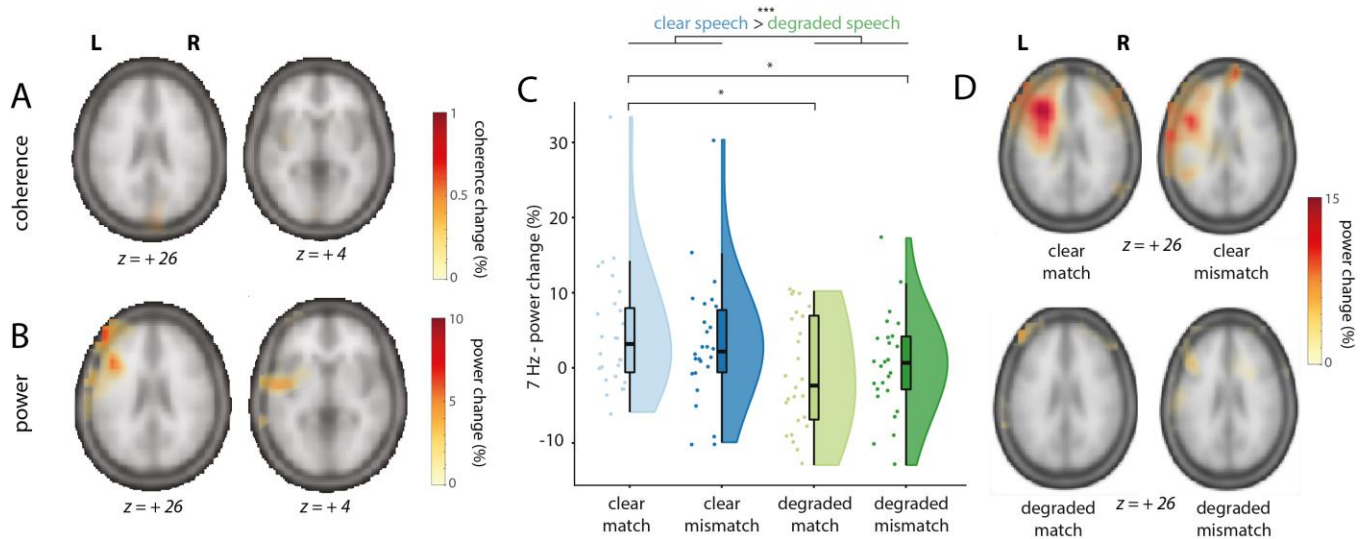 L R
A
coherence
z = + 26
z = + 4
1
0.5
0
coherence change (%)
B
power
z = + 26
z = + 4
10
5
0
power change (%)
C
***
clear speech > degraded speech
*
*
7 Hz - power change (%)
30
20
10
0
-10
clear match
clear mismatch
degraded match
degraded mismatch
D
L R
clear match
z = + 26
clear mismatch
15
0
power change (%)
degraded match
z = + 26
degraded mismatch